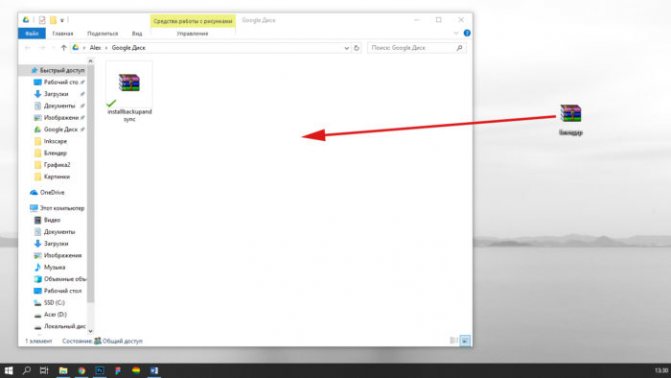 Средства работы с рисунками
Google Диск
Файл
Главная
Поделиться
Вид
Управление
Alex › Google Диск
Поиск: Google Диск
Быстрый доступ
Рабочий сто
Загрузки
Документы
Изображени
Google Диск
Inkscape
Блендер
Графика2
Картинки
OneDrive
Этот компьютер
Видео
Документы
Загрузки
Изображения
Музыка
Объемные объ
Рабочий стол
SSD (C:)
Acer (D:)
Локальный дис
installbackupand
sync
Блендер
1 элемент
Состояние:
Общий доступ
13:30